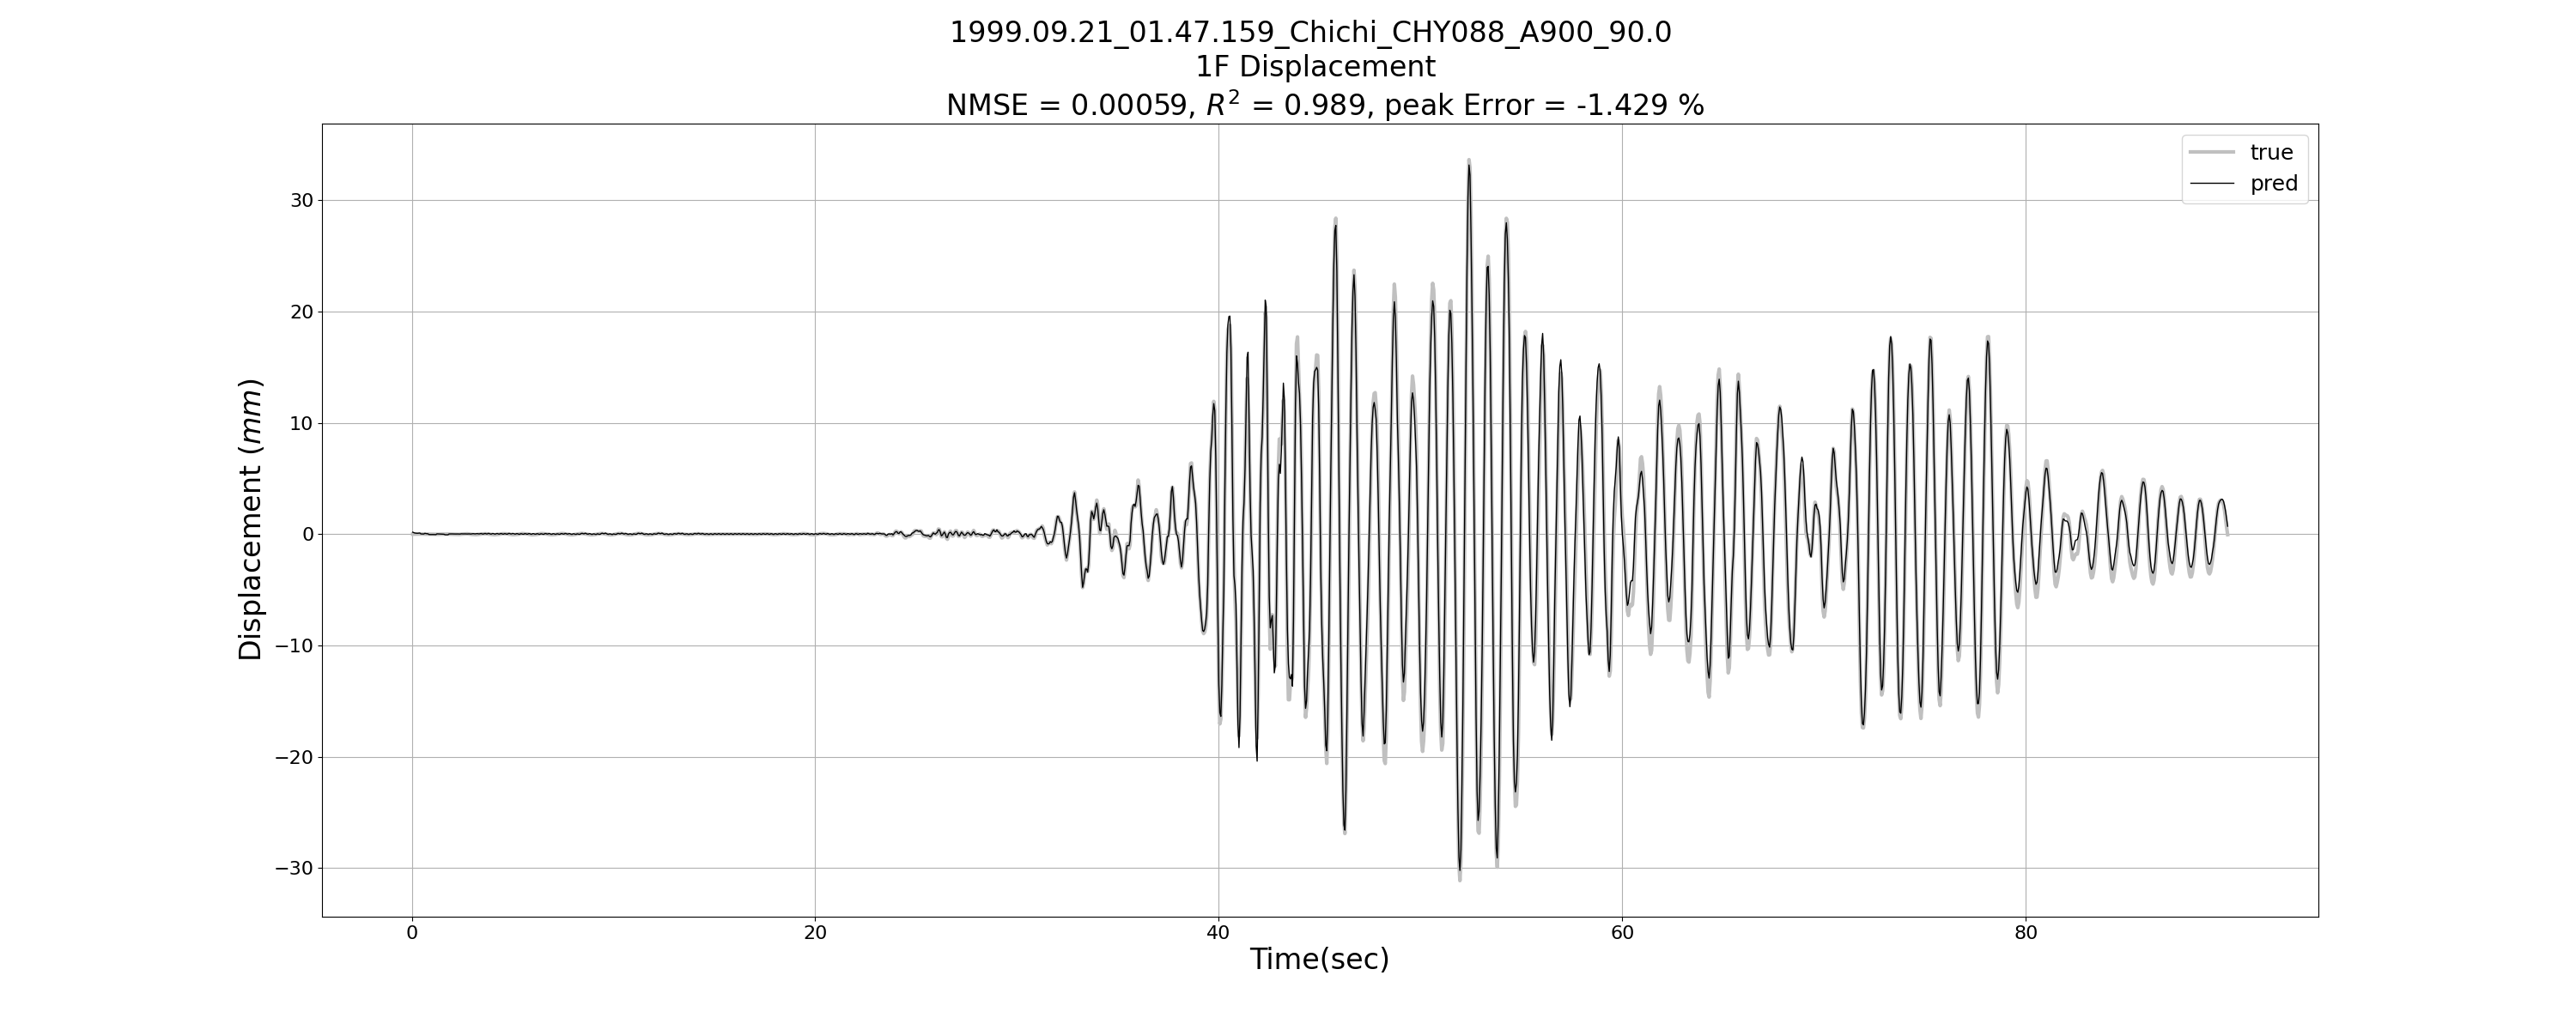 1999.09.21_01.47.159_Chichi_CHY088_A900_90.0
1F Displacement
NMSE = 0.00059, R² = 0.989, peak Error = -1.429 %
true
pred
30
20
10
0
−10
−20
−30
Displacement (mm)
0 20 40 60 80
Time(sec)